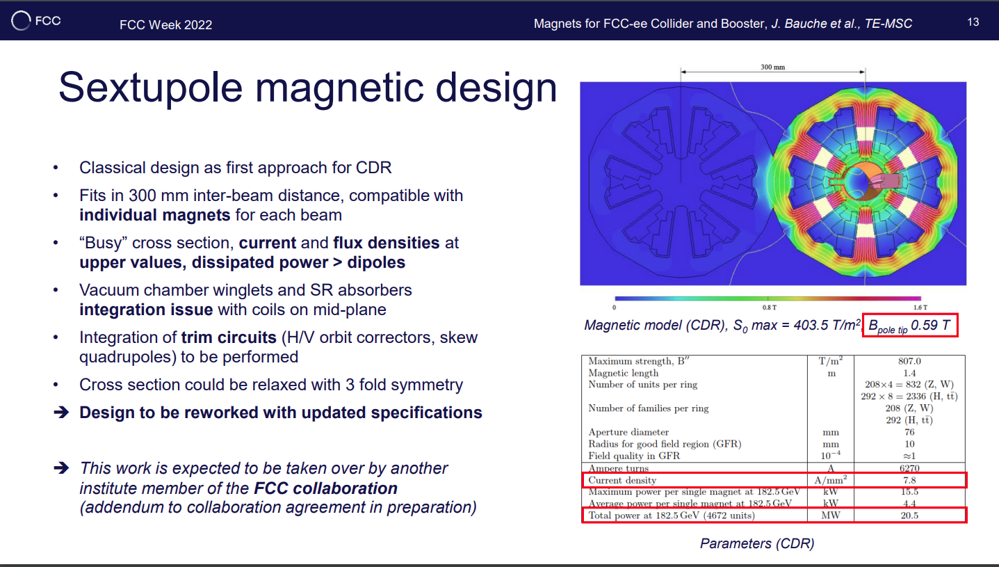 FCC
FCC Week 2022
Magnets for FCC-ee Collider and Booster, J. Bauche et al., TE-MSC
13
Sextupole magnetic design
• Classical design as first approach for CDR
• Fits in 300 mm inter-beam distance, compatible with
individual magnets for each beam
• “Busy” cross section, current and flux densities at
upper values, dissipated power > dipoles
• Vacuum chamber winglets and SR absorbers
integration issue with coils on mid-plane
• Integration of trim circuits (H/V orbit correctors, skew
quadrupoles) to be performed
• Cross section could be relaxed with 3 fold symmetry
➔ Design to be reworked with updated specifications
➔ This work is expected to be taken over by another
institute member of the FCC collaboration
(addendum to collaboration agreement in preparation)
300 mm
0 0.8 T 1.6 T
Magnetic model (CDR), S₀ max = 403.5 T/m², B pole tip 0.59 T
Maximum strength, B″ T/m² 807.0
Magnetic length m 1.4
Number of units per ring 208×4 = 832 (Z, W)
292 × 8 = 2336 (H, tt̄)
Number of families per ring 208 (Z, W)
292 (H, tt̄)
Aperture diameter mm 76
Radius for good field region (GFR) mm 10
Field quality in GFR 10⁻⁴ ≈1
Ampere turns A 6270
Current density A/mm² 7.8
Maximum power per single magnet at 182.5 GeV kW 15.5
Average power per single magnet at 182.5 GeV kW 4.4
Total power at 182.5 GeV (4672 units) MW 20.5
Parameters (CDR)